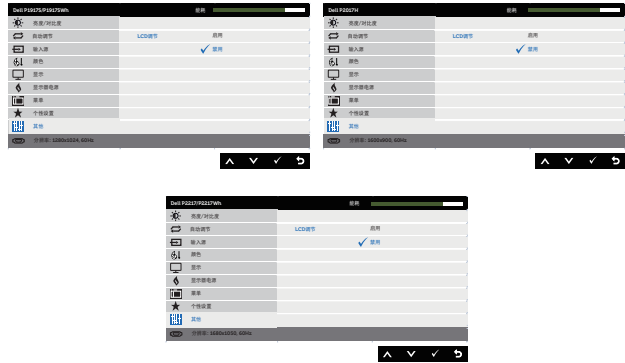 Dell P1917S/P1917SWh 能耗
亮度/对比度
自动调节 LCD调节 启用
输入源 禁用
颜色
显示
显示器电源
菜单
个性设置
其他
分辨率: 1280x1024, 60Hz
Dell P2017H 能耗
亮度/对比度
自动调节 LCD调节 启用
输入源 禁用
颜色
显示
显示器电源
菜单
个性设置
其他
分辨率: 1600x900, 60Hz
Dell P2217/P2217Wh 能耗
亮度/对比度
自动调节 LCD调节 启用
输入源 禁用
颜色
显示
显示器电源
菜单
个性设置
其他
分辨率: 1680x1050, 60Hz